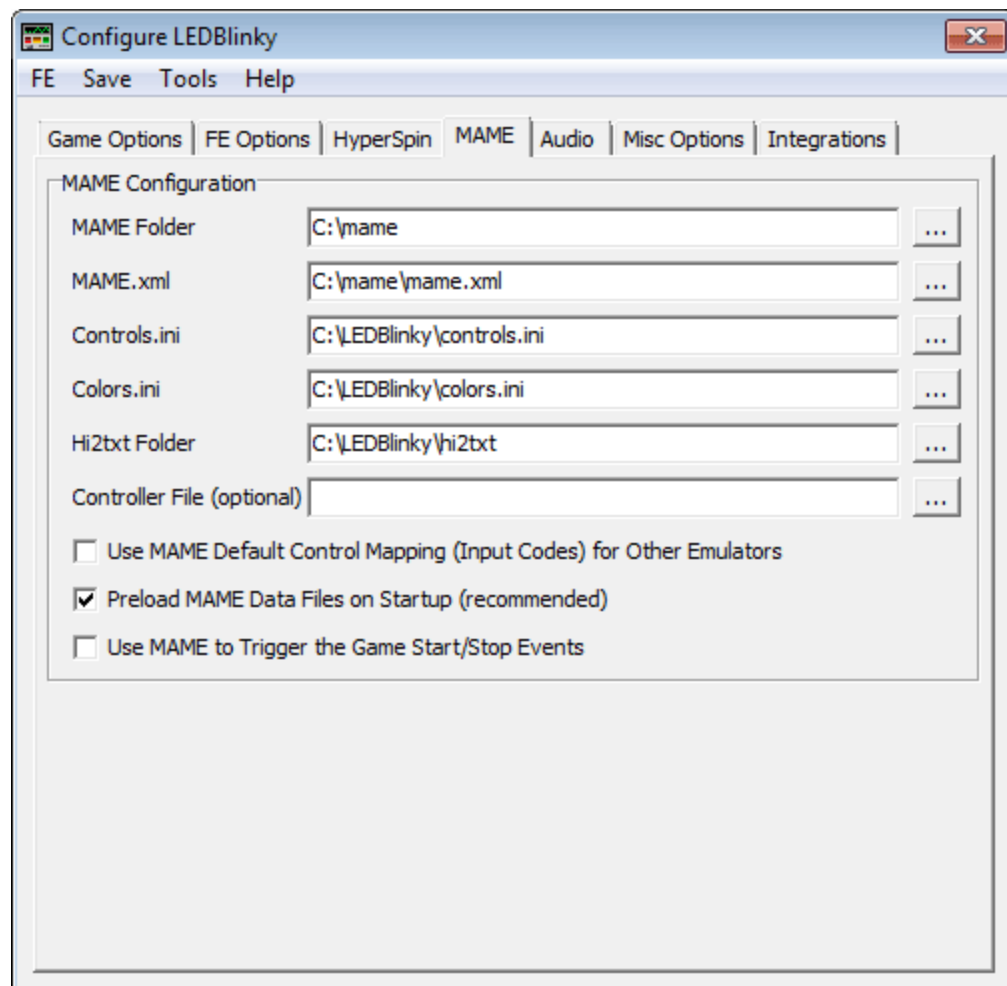 Configure LEDBlinky
FE Save Tools Help
Game Options FE Options HyperSpin MAME Audio Misc Options Integrations
MAME Configuration
MAME Folder C:\mame ...
MAME.xml C:\mame\mame.xml ...
Controls.ini C:\LEDBlinky\controls.ini ...
Colors.ini C:\LEDBlinky\colors.ini ...
Hi2txt Folder C:\LEDBlinky\hi2txt ...
Controller File (optional) ...
Use MAME Default Control Mapping (Input Codes) for Other Emulators
Preload MAME Data Files on Startup (recommended)
Use MAME to Trigger the Game Start/Stop Events